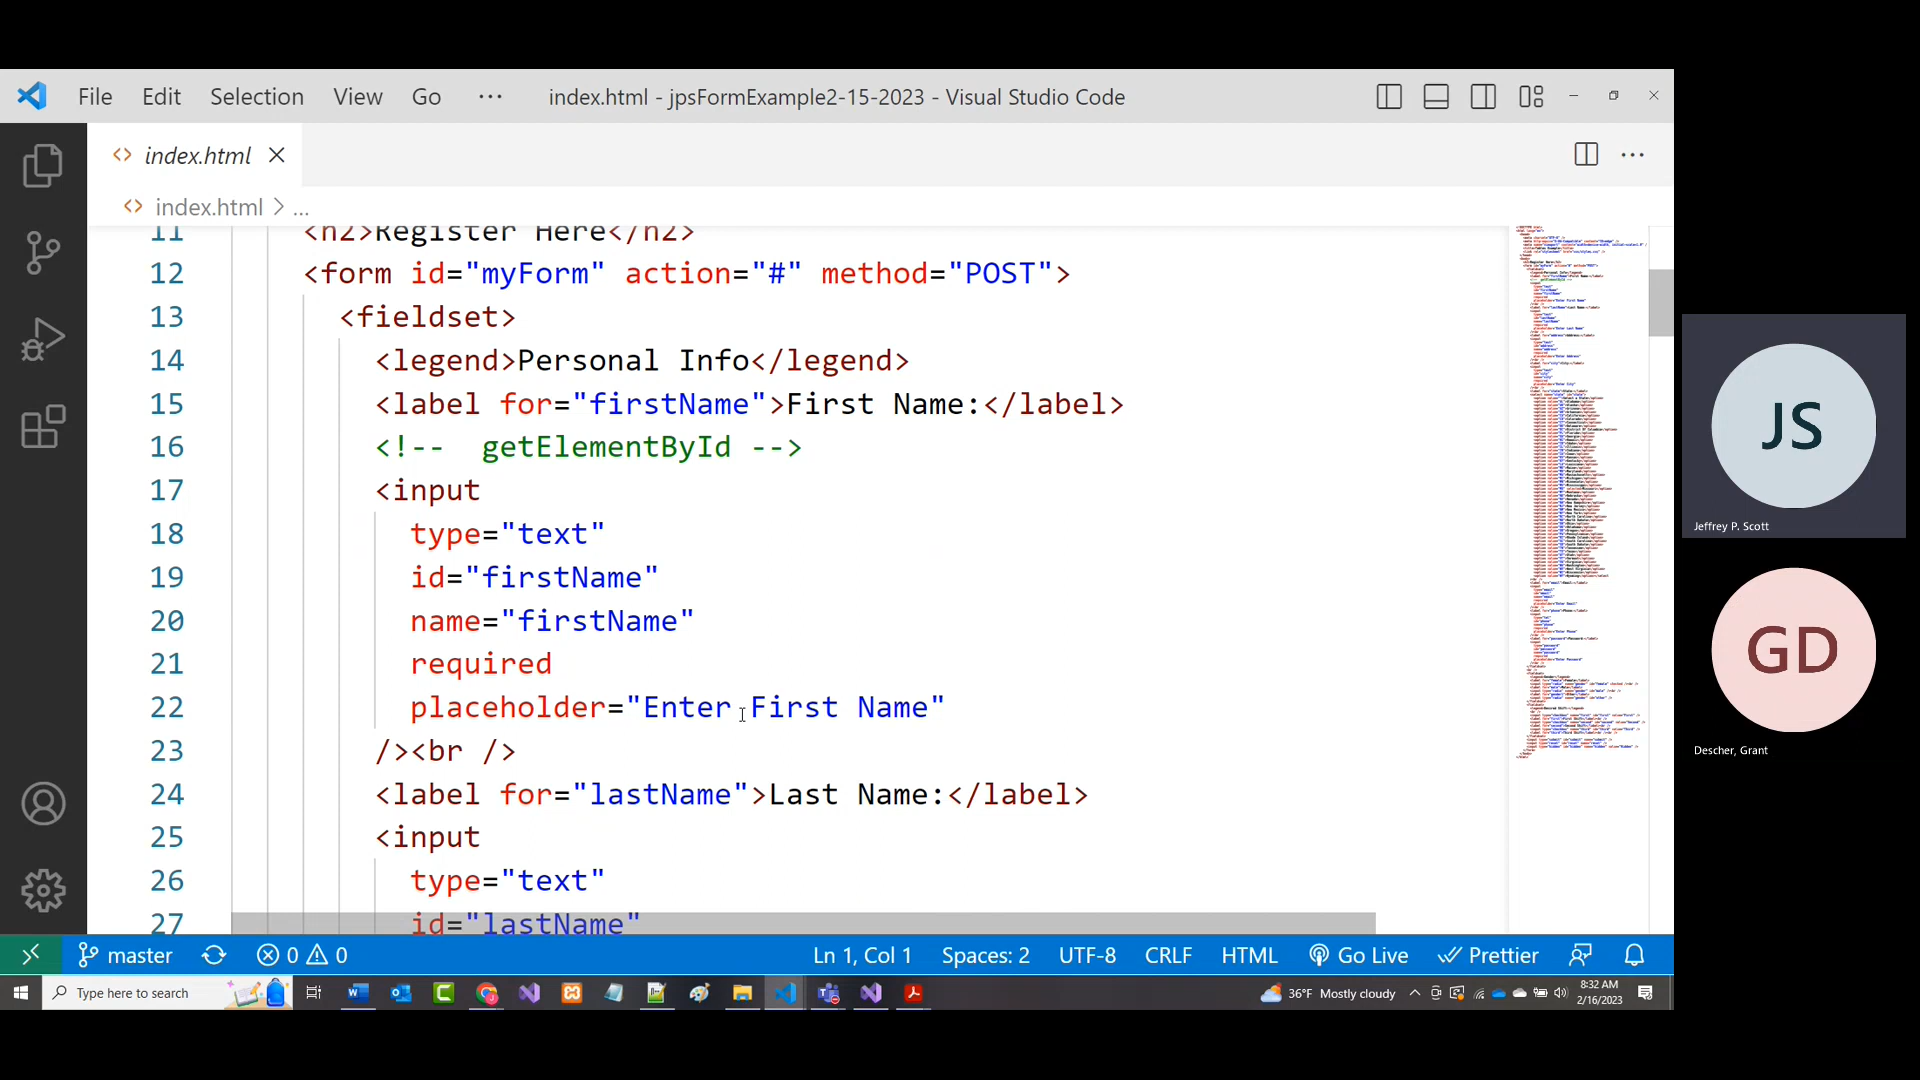 File Edit Selection View Go ··· index.html - jpsFormExample2-15-2023 - Visual Studio Code
index.html
index.html > ...
11 <h2>Register Here</h2>
12 <form id="myForm" action="#" method="POST">
13 <fieldset>
14 <legend>Personal Info</legend>
15 <label for="firstName">First Name:</label>
16 <!-- getElementById -->
17 <input
18 type="text"
19 id="firstName"
20 name="firstName"
21 required
22 placeholder="Enter First Name"
23 /><br />
24 <label for="lastName">Last Name:</label>
25 <input
26 type="text"
27 id="lastName"
JS
Jeffrey P. Scott
GD
Descher, Grant
master 0 0 Ln 1, Col 1 Spaces: 2 UTF-8 CRLF HTML Go Live Prettier
Type here to search 36°F Mostly cloudy 8:32 AM
2/16/2023